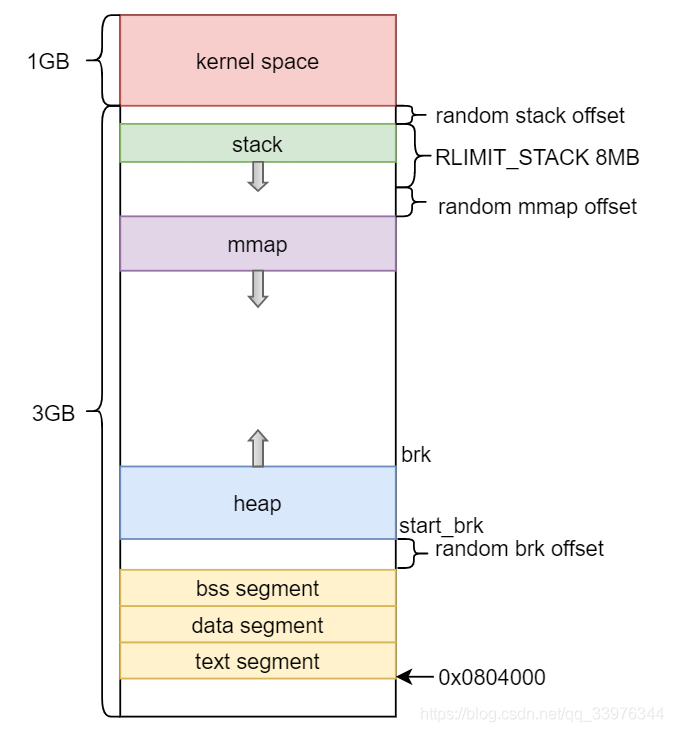 1GB
kernel space
random stack offset
stack
RLIMIT_STACK 8MB
random mmap offset
mmap
3GB
brk
heap
start_brk
random brk offset
bss segment
data segment
text segment
0x0804000
https://blog.csdn.net/qq_33976344